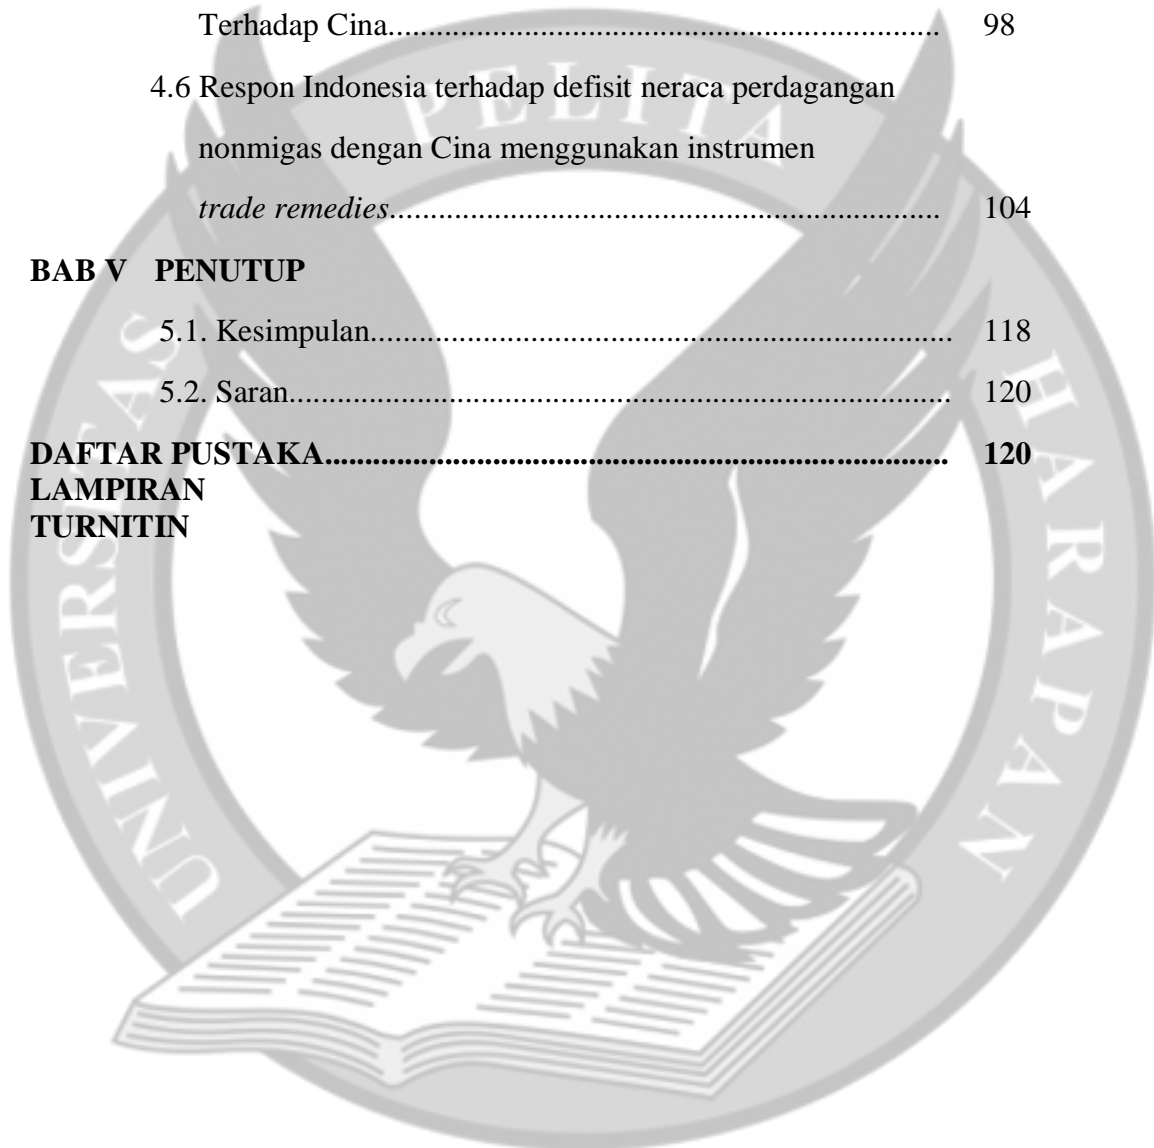 Terhadap Cina..................................................................... 98
4.6 Respon Indonesia terhadap defisit neraca perdagangan
nonmigas dengan Cina menggunakan instrumen
trade remedies..................................................................... 104
BAB V PENUTUP
5.1. Kesimpulan........................................................................ 118
5.2. Saran.................................................................................. 120
DAFTAR PUSTAKA............................................................................ 120
LAMPIRAN
TURNITIN
UNIVERSITAS PELITA HARAPAN